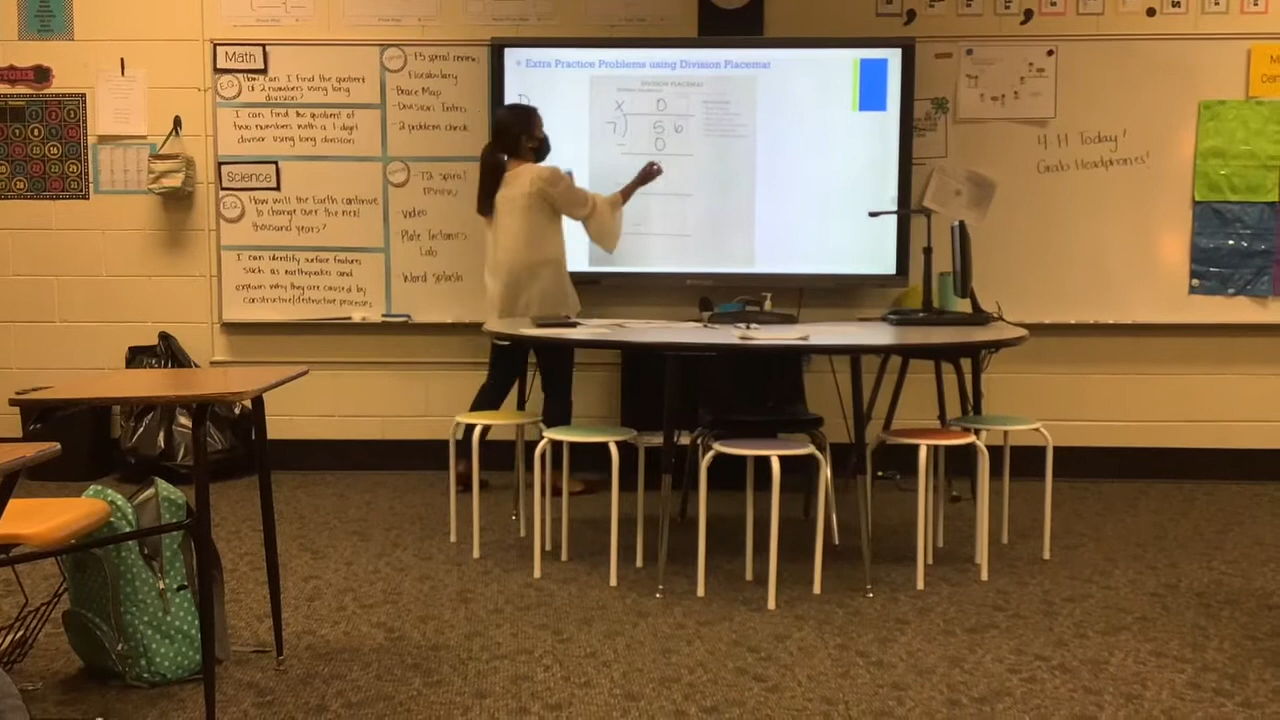 Math
E.Q. How can I find the quotient
of 2 numbers using long
division?
I can find the quotient of
two numbers with a 1 digit
divisor using long division
Science
E.Q. How will the Earth continue
to change over the next
thousand years?
I can identify surface features
such as earthquakes and
explain why they are caused by
constructive/destructive processes
- F5 spiral review
Flocabulary
- Brace Map
- Division Intro
- 2 problem check
- T2 spiral
review
- Video
- Plate Tectonics
Lab
- Word splash
Extra Practice Problems using Division Placemat
DIVISION PLACEMAT
X 0
7) 5 6
- 0
4-H Today!
Grab Headphones!